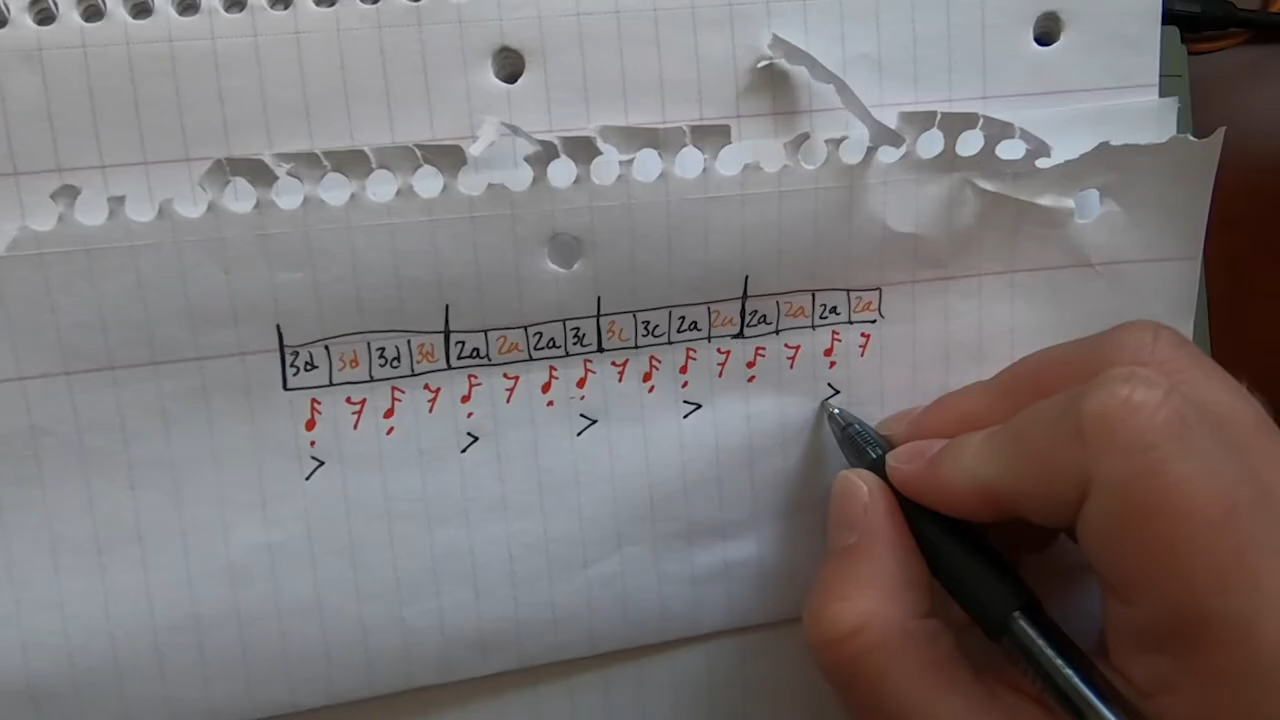 3d 3d 3d 3d 2a 2a 2a 3c 3c 3c 2a 2a 2a 2a 2a 2a
> > > > >